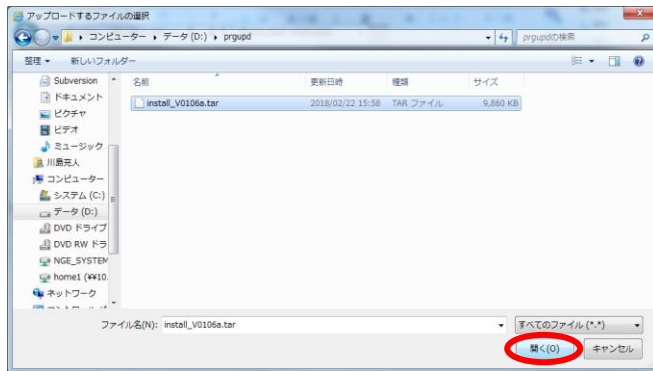 アップロードするファイルの選択
コンピューター ▸ データ (D:) ▸ prgupd
prgupdの検索
整理 ▾ 新しいフォルダー
Subversion
ドキュメント
ピクチャ
ビデオ
ミュージック
川島克人
コンピューター
システム (C:)
データ (D:)
DVD ドライブ
DVD RW ドラ
NGE_SYSTEM
home1 (¥¥10.
ネットワーク
名前 更新日時 種類 サイズ
install_V0106a.tar 2018/02/22 15:58 TAR ファイル 9,860 KB
ファイル名(N): install_V0106a.tar
すべてのファイル (*.*)
開く(O) キャンセル